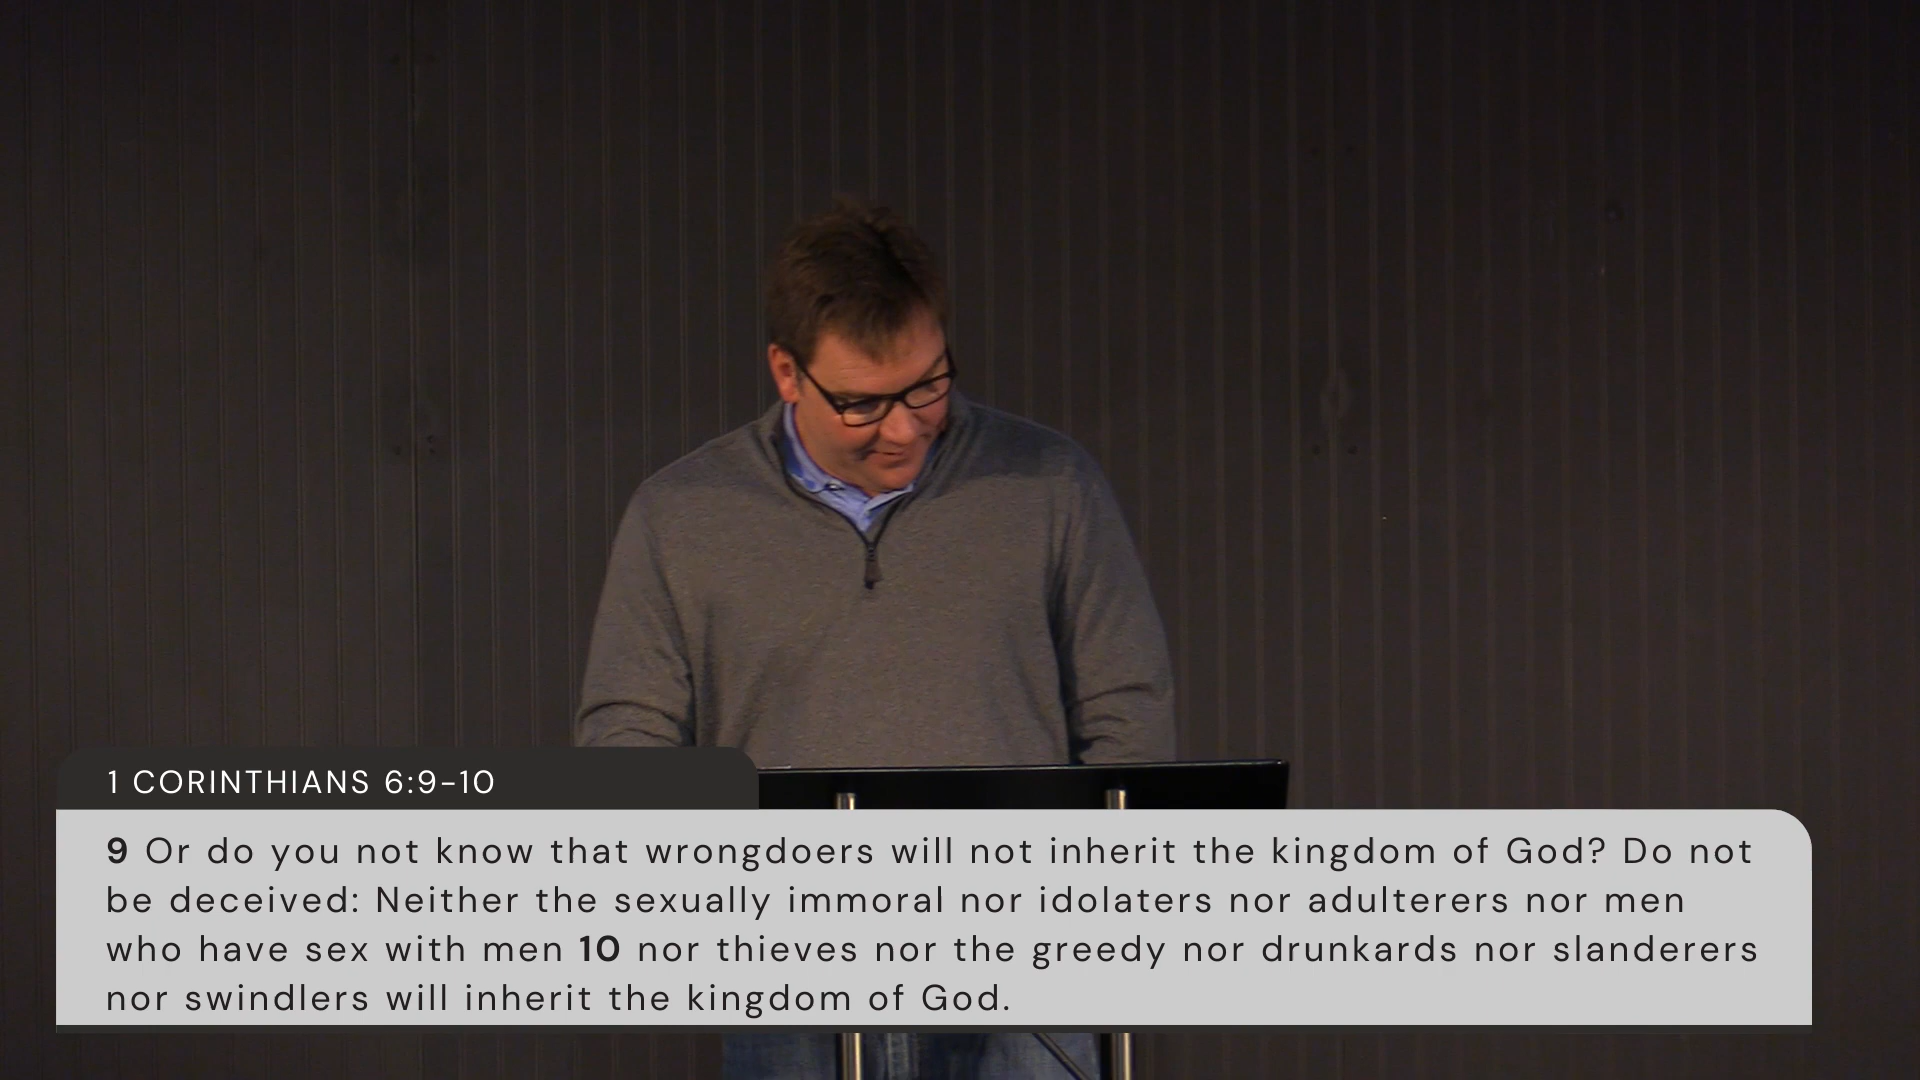 1 CORINTHIANS 6:9-10
9 Or do you not know that wrongdoers will not inherit the kingdom of God? Do not
be deceived: Neither the sexually immoral nor idolaters nor adulterers nor men
who have sex with men 10 nor thieves nor the greedy nor drunkards nor slanderers
nor swindlers will inherit the kingdom of God.